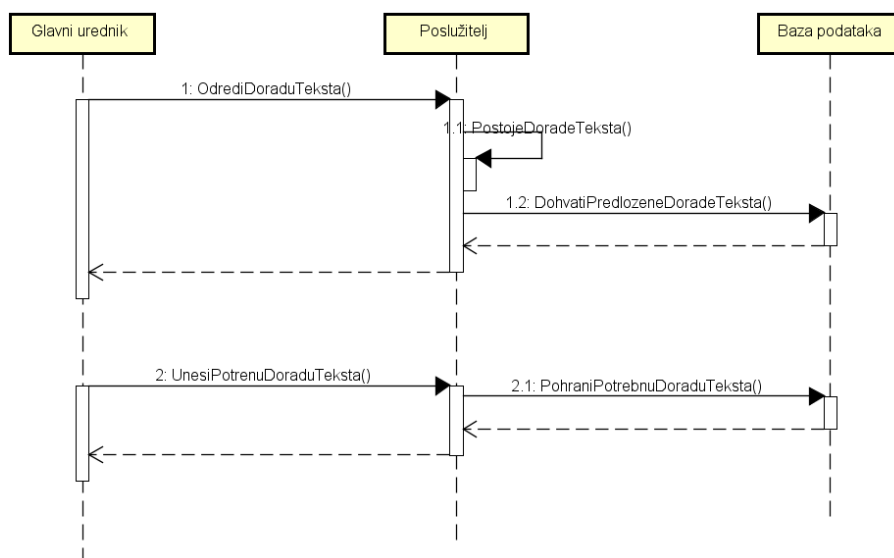 Glavni urednik
Poslužitelj
Baza podataka
1: OdrediDoraduTeksta()
1.1: PostojeDoradeTeksta()
1.2: DohvatiPredlozeneDoradeTeksta()
2: UnesiPotrenuDoraduTeksta()
2.1: PohraniPotrebnuDoraduTeksta()